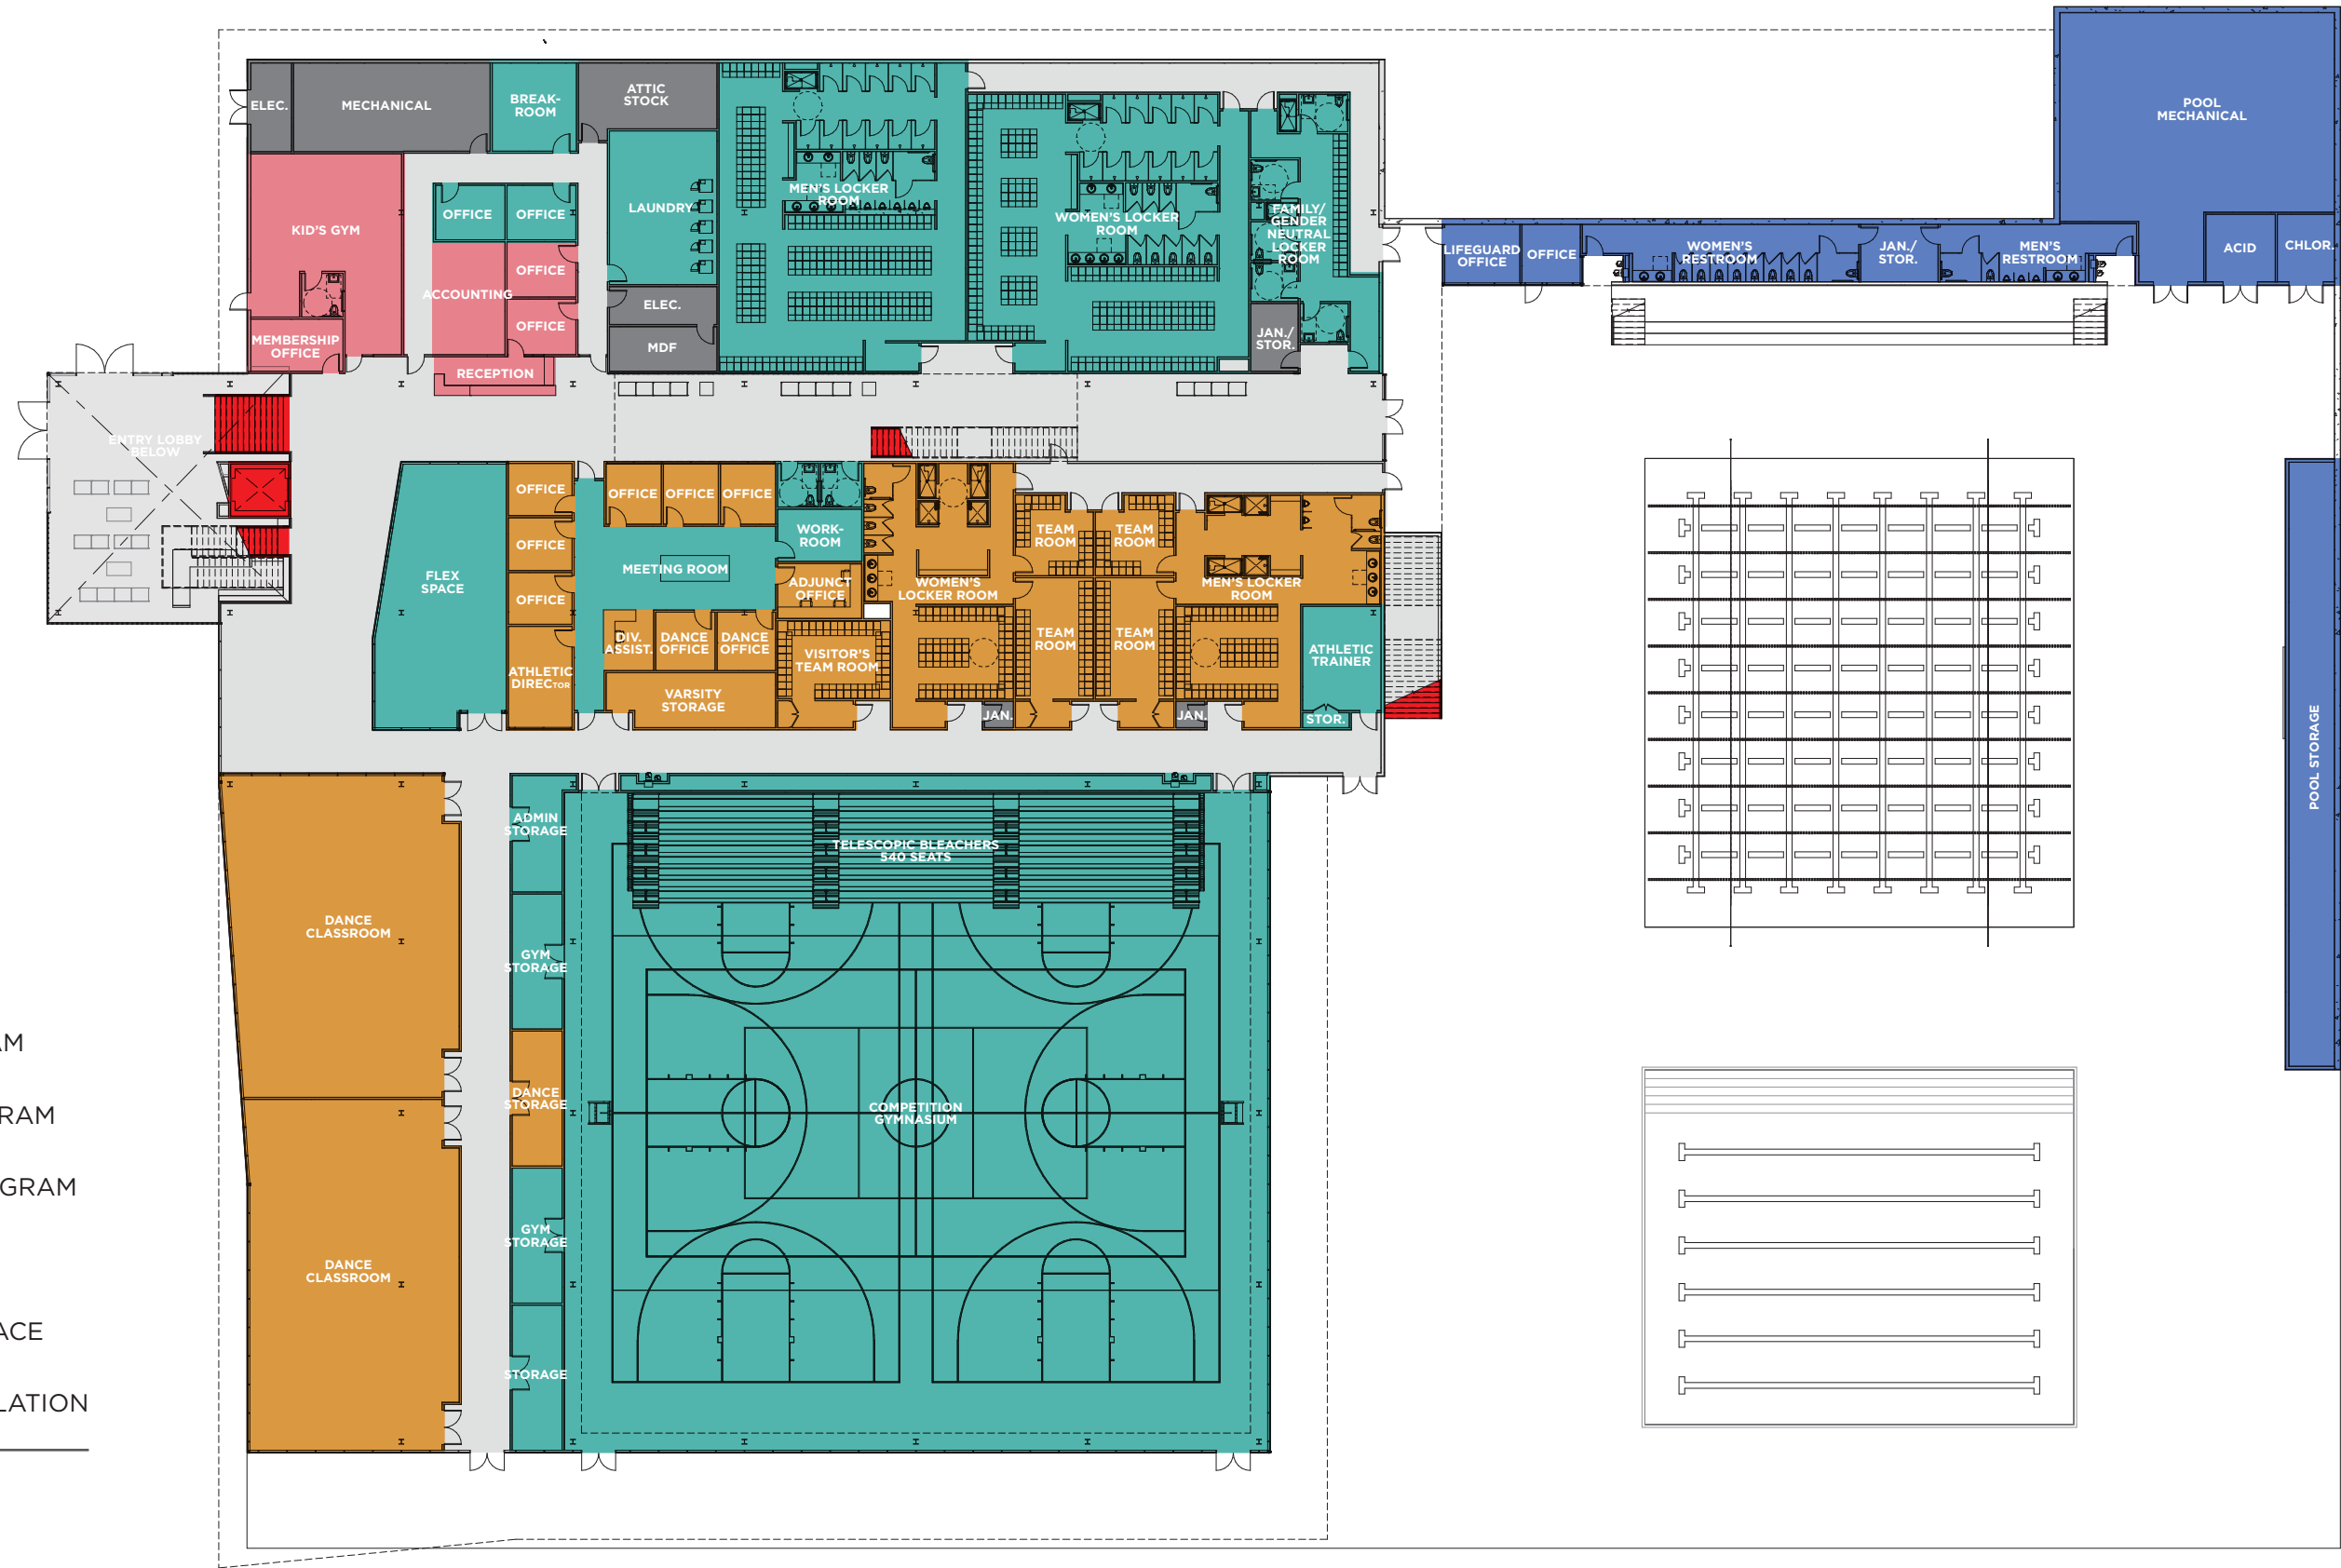 ELEC.
MECHANICAL
BREAK-
ROOM
ATTIC
STOCK
POOL
MECHANICAL
KID'S GYM
OFFICE
OFFICE
LAUNDRY
MEN'S LOCKER
ROOM
WOMEN'S LOCKER
ROOM
FAMILY/
GENDER
NEUTRAL
LOCKER
ROOM
LIFEGUARD
OFFICE
OFFICE
WOMEN'S
RESTROOM
JAN./
STOR.
MEN'S
RESTROOM
ACID
CHLOR.
OFFICE
ACCOUNTING
OFFICE
ELEC.
MDF
JAN./
STOR.
MEMBERSHIP
OFFICE
RECEPTION
ENTRY LOBBY
BELOW
OFFICE
OFFICE
OFFICE
OFFICE
OFFICE
WORK-
ROOM
TEAM
ROOM
TEAM
ROOM
FLEX
SPACE
MEETING ROOM
OFFICE
ADJUNCT
OFFICE
WOMEN'S
LOCKER ROOM
MEN'S LOCKER
ROOM
DIV.
ASSIST.
DANCE
OFFICE
DANCE
OFFICE
VISITOR'S
TEAM ROOM
TEAM
ROOM
TEAM
ROOM
ATHLETIC
TRAINER
ATHLETIC
DIRECTOR
VARSITY
STORAGE
JAN.
JAN.
STOR.
POOL STORAGE
ADMIN
STORAGE
TELESCOPIC BLEACHERS
540 SEATS
DANCE
CLASSROOM
GYM
STORAGE
AM
DANCE
STORAGE
COMPETITION
GYMNASIUM
RAM
GRAM
GYM
STORAGE
DANCE
CLASSROOM
ACE
STORAGE
LATION